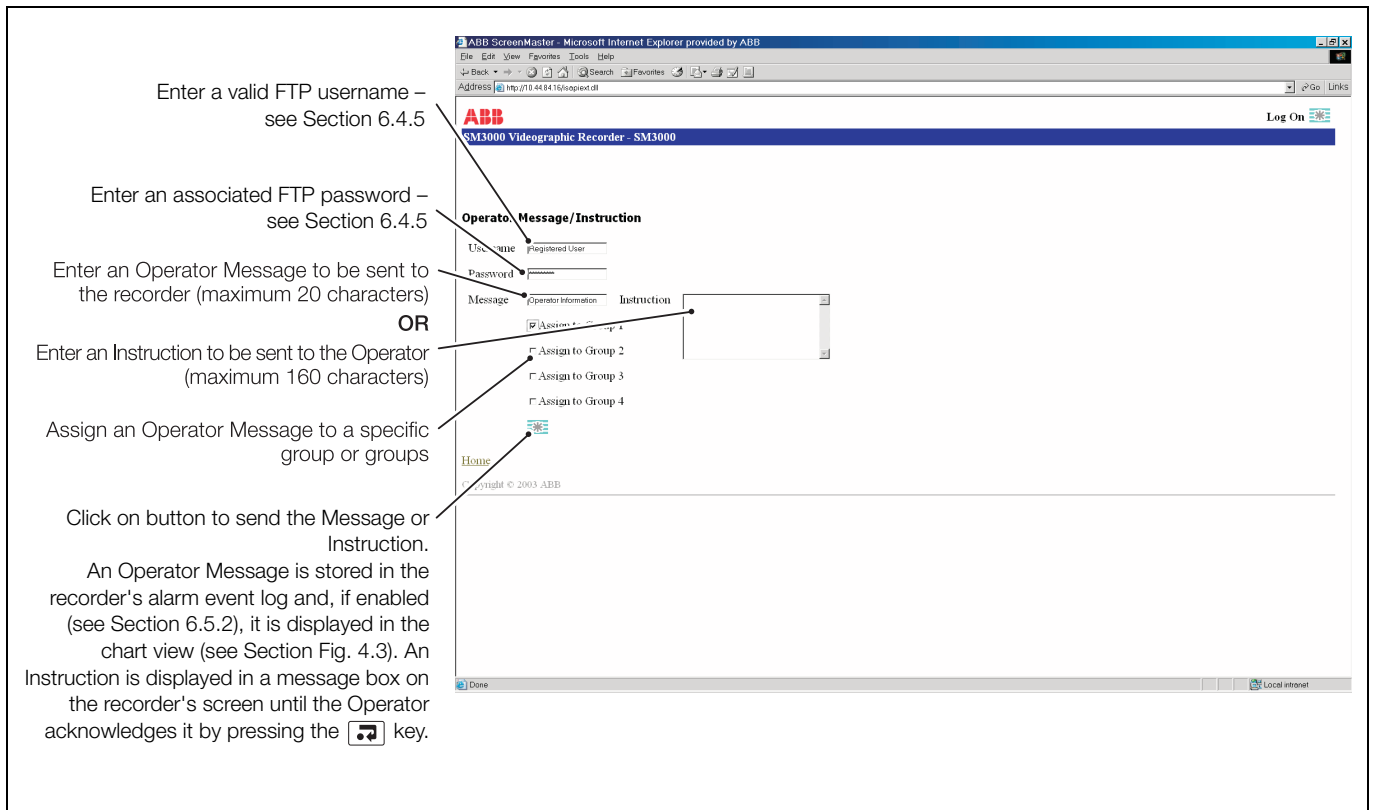 Enter a valid FTP username –
see Section 6.4.5
Enter an associated FTP password –
see Section 6.4.5
Enter an Operator Message to be sent to
the recorder (maximum 20 characters)
OR
Enter an Instruction to be sent to the Operator
(maximum 160 characters)
Assign an Operator Message to a specific
group or groups
Click on button to send the Message or
Instruction.
An Operator Message is stored in the
recorder's alarm event log and, if enabled
(see Section 6.5.2), it is displayed in the
chart view (see Section Fig. 4.3). An
Instruction is displayed in a message box on
the recorder's screen until the Operator
acknowledges it by pressing the key.
ABB ScreenMaster - Microsoft Internet Explorer provided by ABB
File Edit View Favorites Tools Help
Back Search Favorites
Address http://10.44.84.16/isapiext.dll Go Links
ABB Log On
SM3000 Videographic Recorder - SM3000
Operator Message/Instruction
Username Registered User
Password
Message Operator Information Instruction
Assign to Group 1
Assign to Group 2
Assign to Group 3
Assign to Group 4
Home
Copyright © 2003 ABB
Done Local intranet